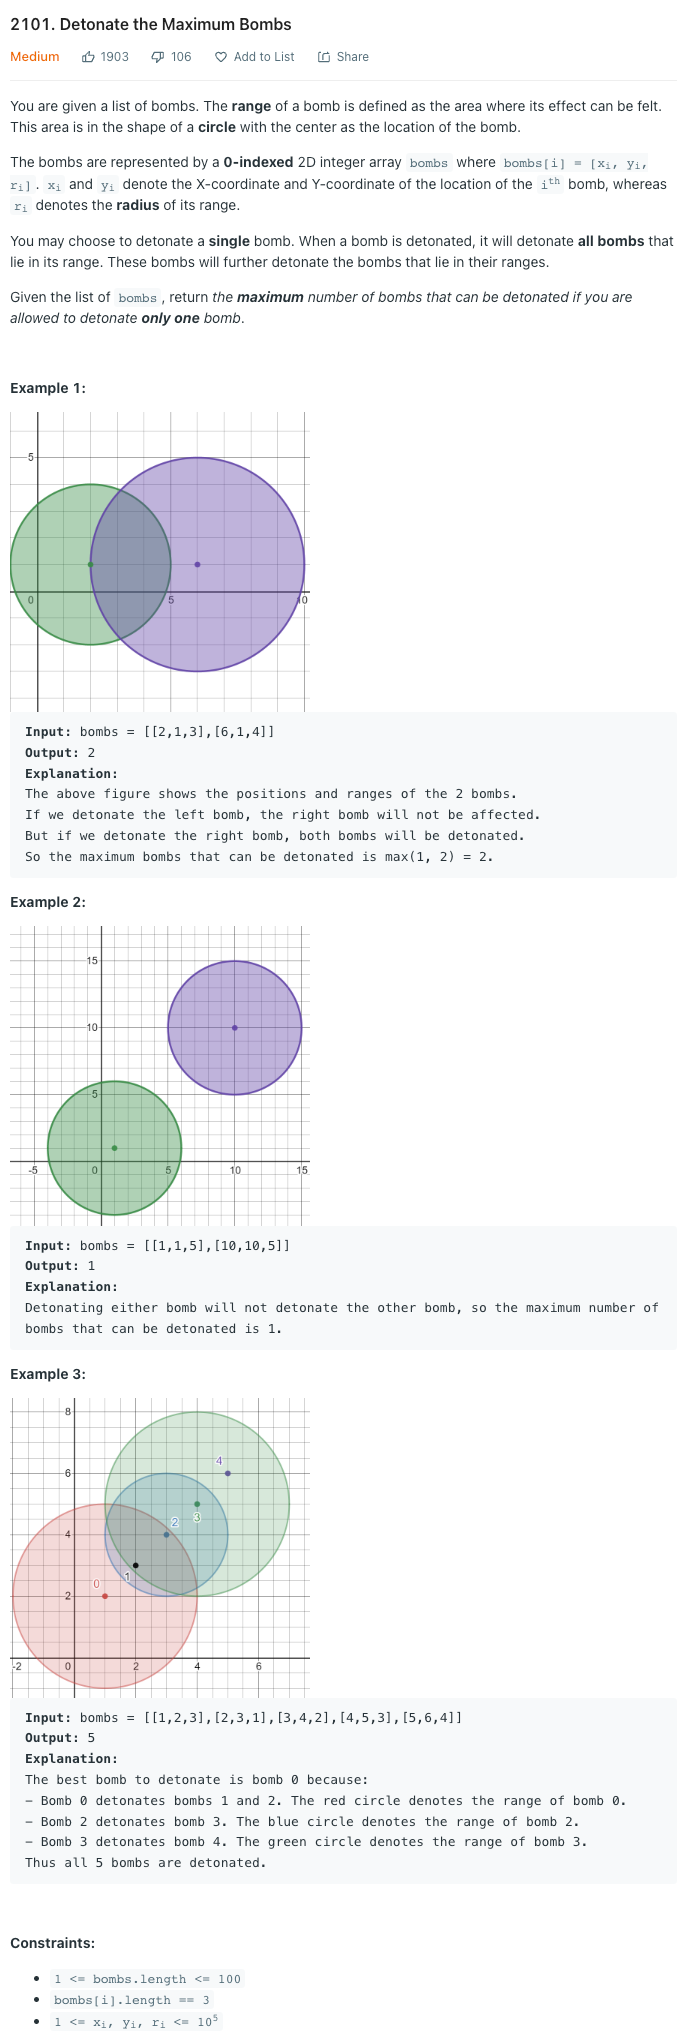 2101. Detonate the Maximum Bombs
Medium 1903 106 Add to List Share
You are given a list of bombs. The range of a bomb is defined as the area where its effect can be felt.
This area is in the shape of a circle with the center as the location of the bomb.
The bombs are represented by a 0-indexed 2D integer array bombs where bombs[i] = [xi, yi,
ri]. xi and yi denote the X-coordinate and Y-coordinate of the location of the ith bomb, whereas
ri denotes the radius of its range.
You may choose to detonate a single bomb. When a bomb is detonated, it will detonate all bombs that
lie in its range. These bombs will further detonate the bombs that lie in their ranges.
Given the list of bombs, return the maximum number of bombs that can be detonated if you are
allowed to detonate only one bomb.
Example 1:
5
0 5 10
Input: bombs = [[2,1,3],[6,1,4]]
Output: 2
Explanation:
The above figure shows the positions and ranges of the 2 bombs.
If we detonate the left bomb, the right bomb will not be affected.
But if we detonate the right bomb, both bombs will be detonated.
So the maximum bombs that can be detonated is max(1, 2) = 2.
Example 2:
15
10
5
-5 0 5 10 15
Input: bombs = [[1,1,5],[10,10,5]]
Output: 1
Explanation:
Detonating either bomb will not detonate the other bomb, so the maximum number of
bombs that can be detonated is 1.
Example 3:
8
4
6
3
2
4
1
0
2
-2 0 2 4 6
Input: bombs = [[1,2,3],[2,3,1],[3,4,2],[4,5,3],[5,6,4]]
Output: 5
Explanation:
The best bomb to detonate is bomb 0 because:
- Bomb 0 detonates bombs 1 and 2. The red circle denotes the range of bomb 0.
- Bomb 2 detonates bomb 3. The blue circle denotes the range of bomb 2.
- Bomb 3 detonates bomb 4. The green circle denotes the range of bomb 3.
Thus all 5 bombs are detonated.
Constraints:
• 1 <= bombs.length <= 100
• bombs[i].length == 3
• 1 <= xi, yi, ri <= 10^5